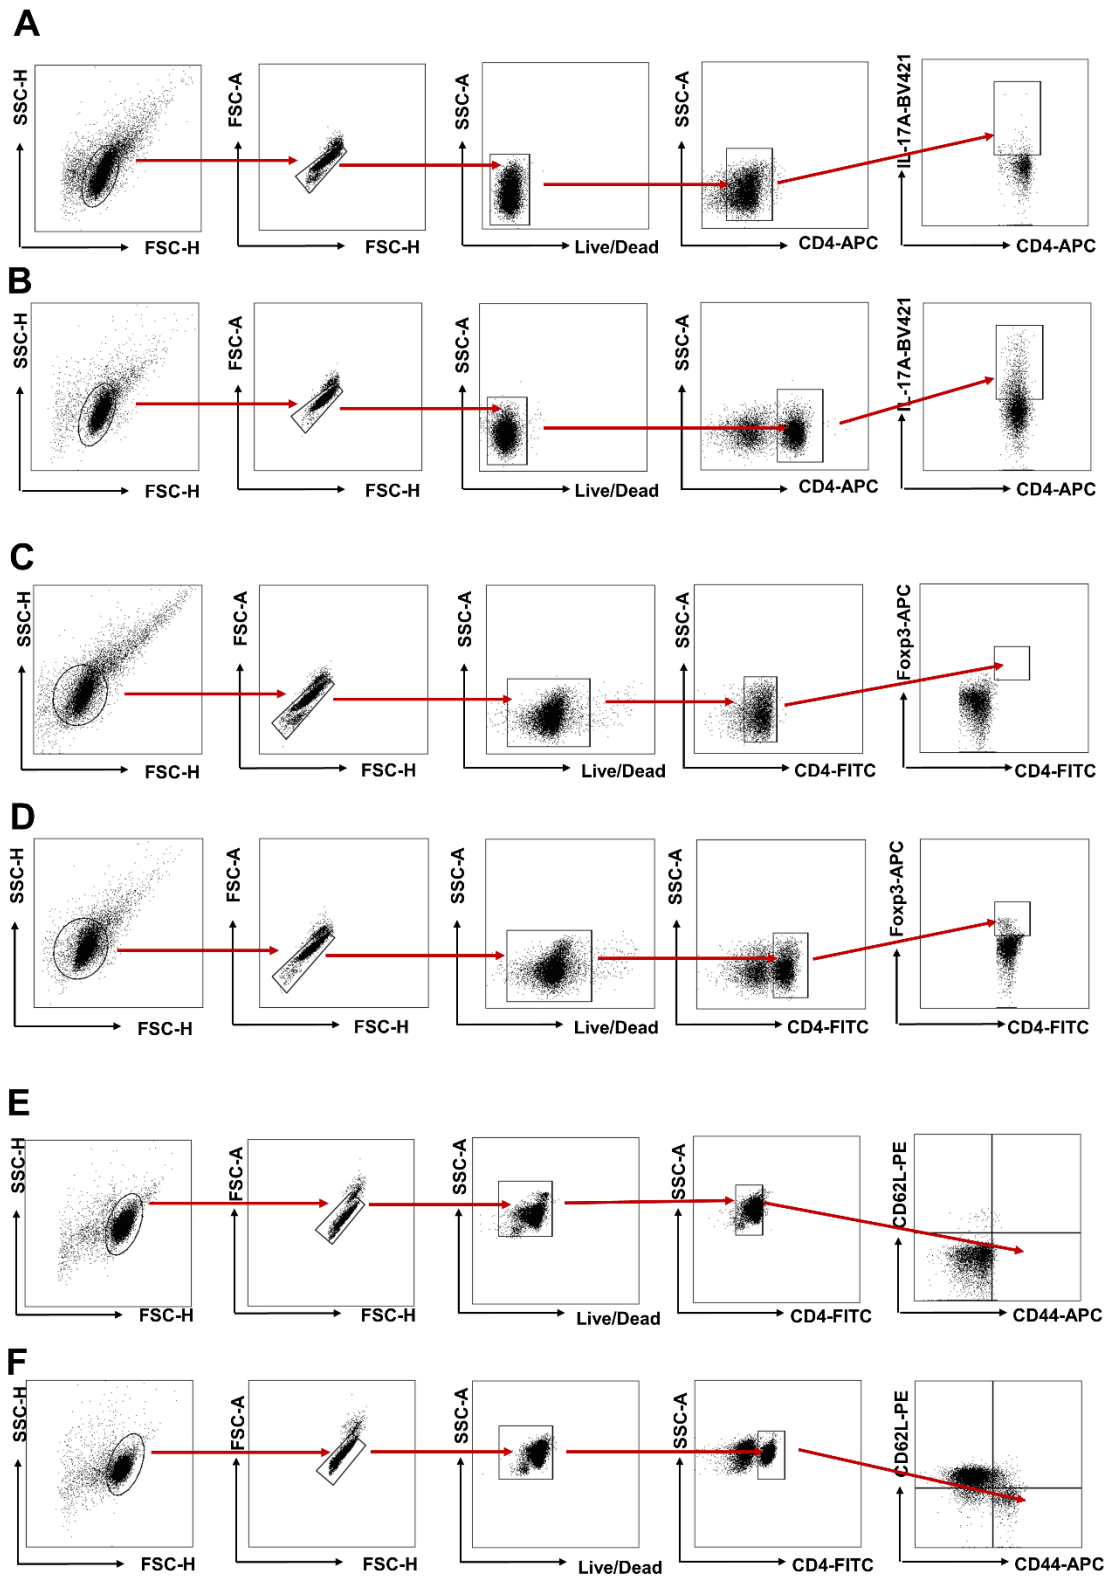 A
SSC-H
FSC-H
FSC-A
FSC-H
SSC-A
Live/Dead
SSC-A
CD4-APC
IL-17A-BV421
CD4-APC
B
SSC-H
FSC-H
FSC-A
FSC-H
SSC-A
Live/Dead
SSC-A
CD4-APC
IL-17A-BV421
CD4-APC
C
SSC-H
FSC-H
FSC-A
FSC-H
SSC-A
Live/Dead
SSC-A
CD4-FITC
Foxp3-APC
CD4-FITC
D
SSC-H
FSC-H
FSC-A
FSC-H
SSC-A
Live/Dead
SSC-A
CD4-FITC
Foxp3-APC
CD4-FITC
E
SSC-H
FSC-H
FSC-A
FSC-H
SSC-A
Live/Dead
SSC-A
CD4-FITC
CD62L-PE
CD44-APC
F
SSC-H
FSC-H
FSC-A
FSC-H
SSC-A
Live/Dead
SSC-A
CD4-FITC
CD62L-PE
CD44-APC